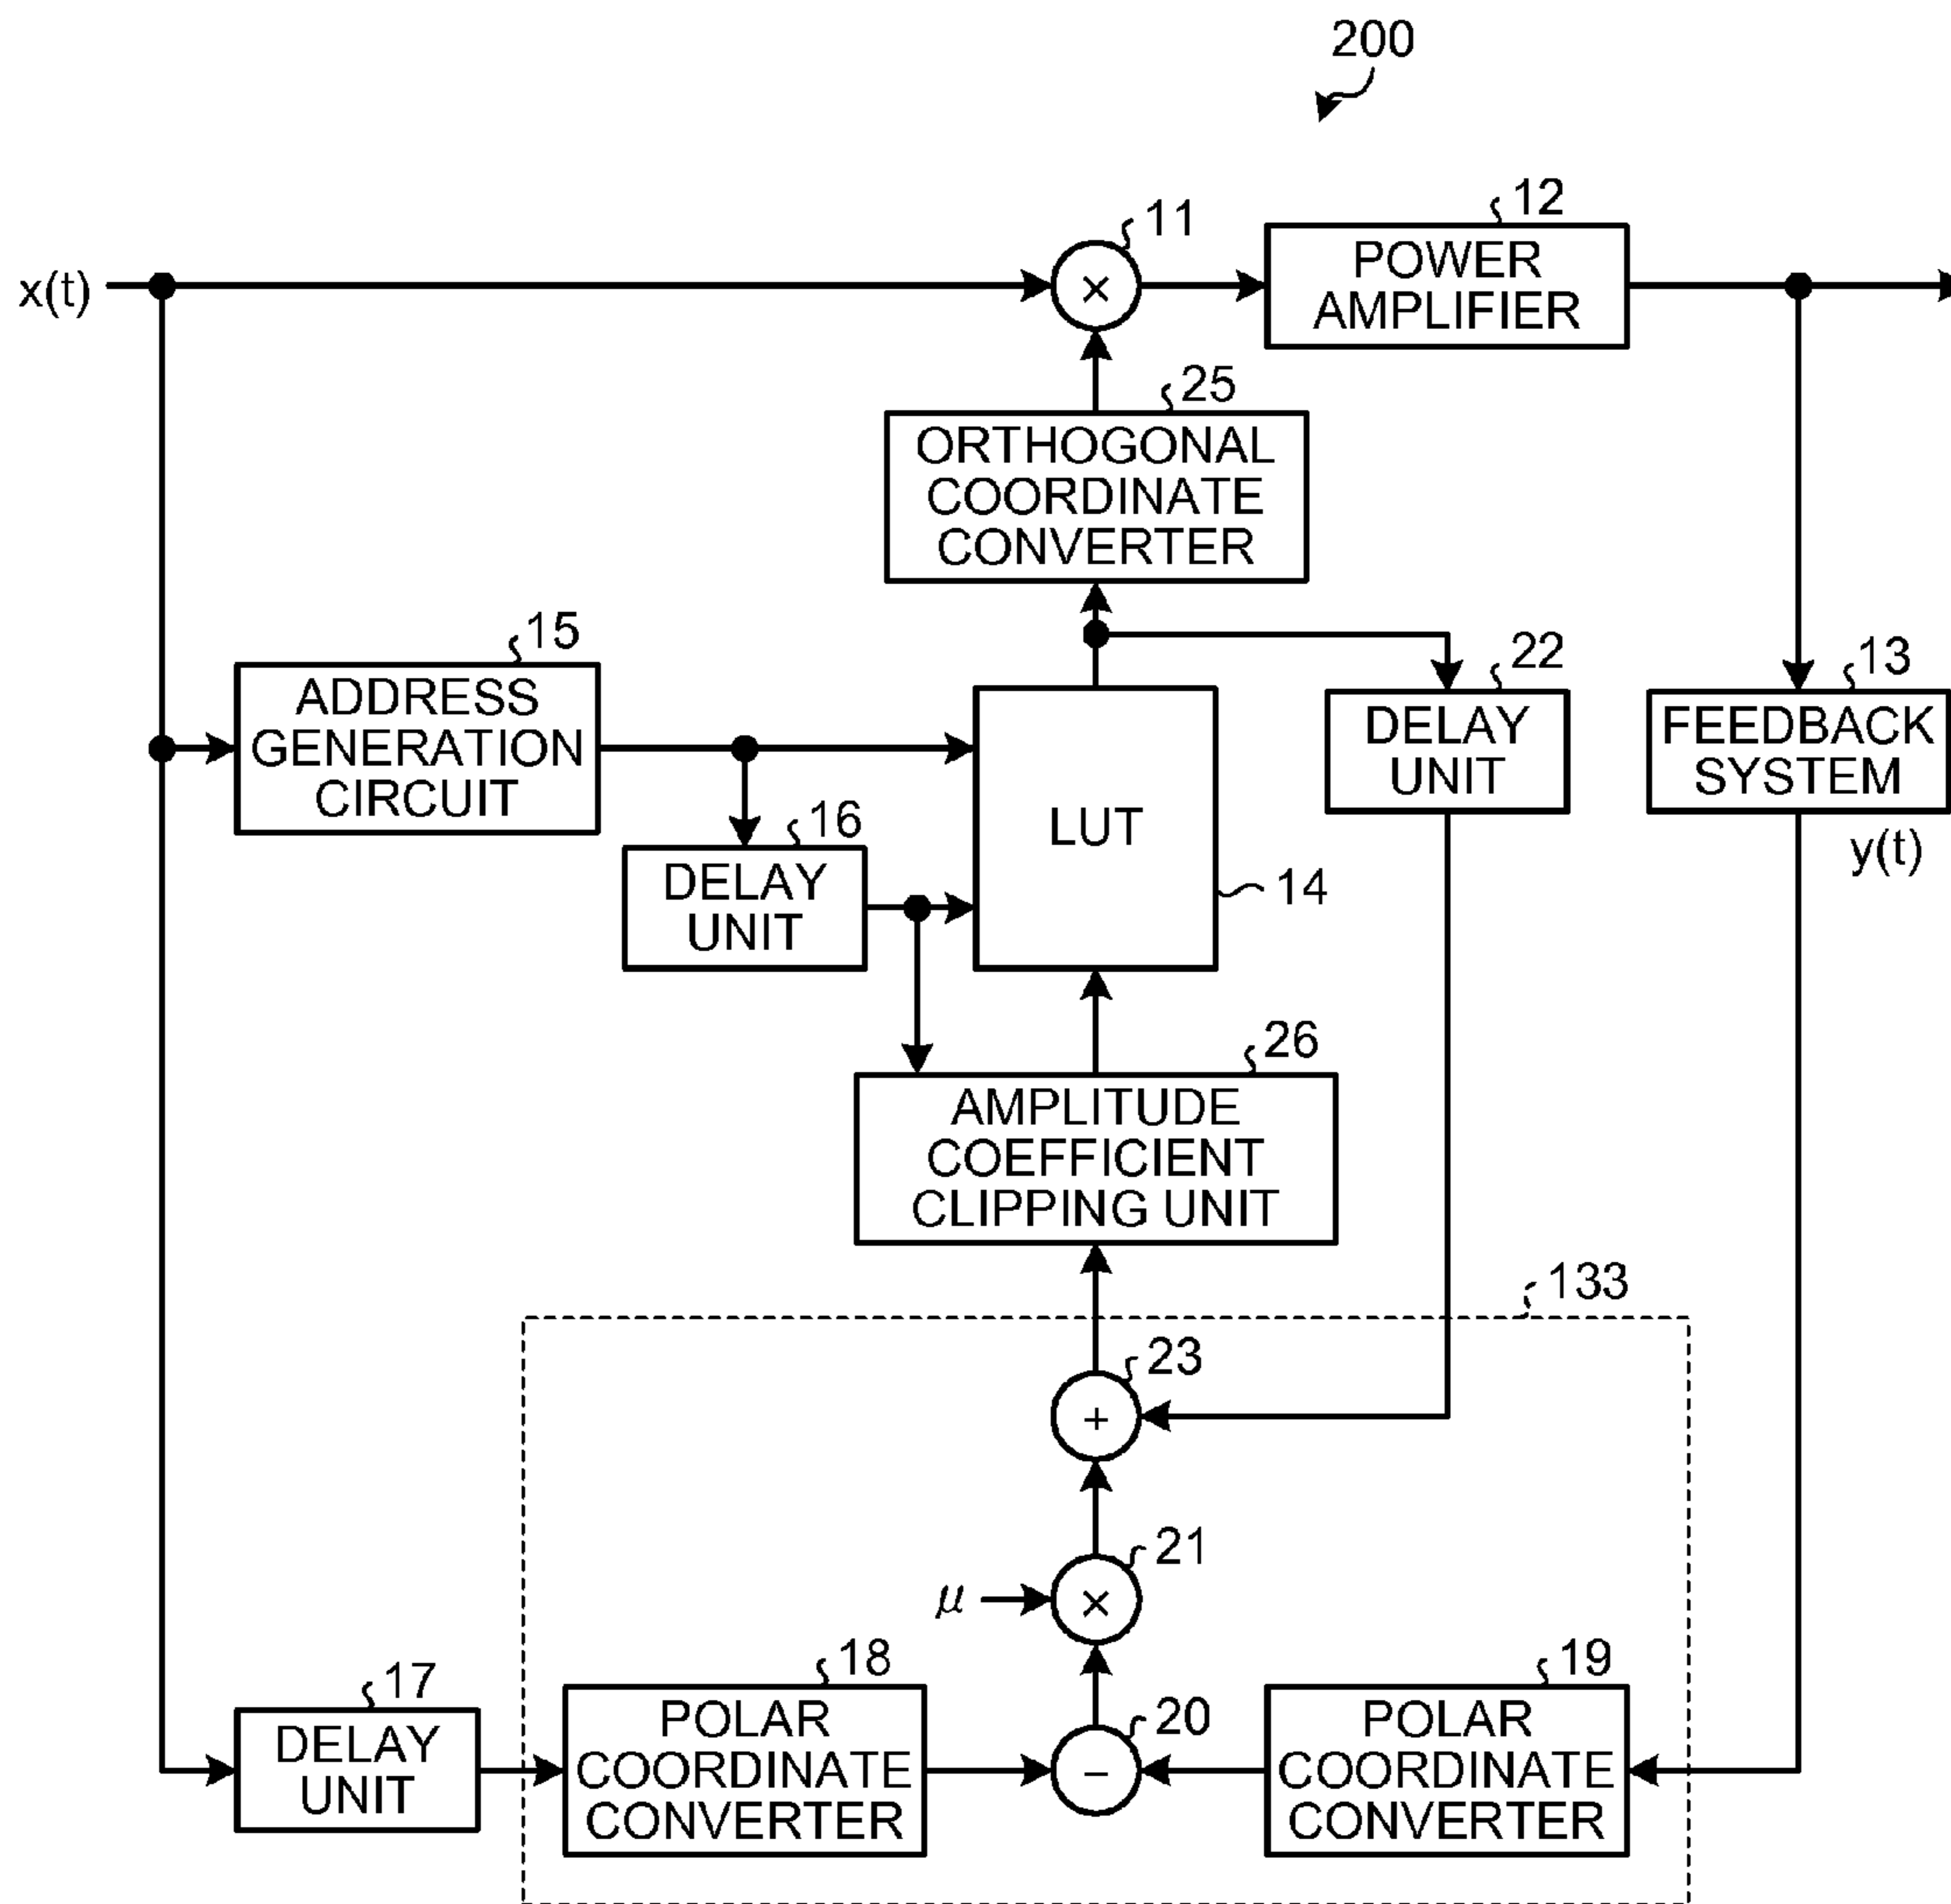 200
11
12
x(t)
×
POWER
AMPLIFIER
25
ORTHOGONAL
COORDINATE
CONVERTER
15
ADDRESS
GENERATION
CIRCUIT
22
DELAY
UNIT
13
FEEDBACK
SYSTEM
y(t)
16
DELAY
UNIT
LUT
14
26
AMPLITUDE
COEFFICIENT
CLIPPING UNIT
133
23
+
21
μ
×
17
DELAY
UNIT
18
POLAR
COORDINATE
CONVERTER
20
−
19
POLAR
COORDINATE
CONVERTER